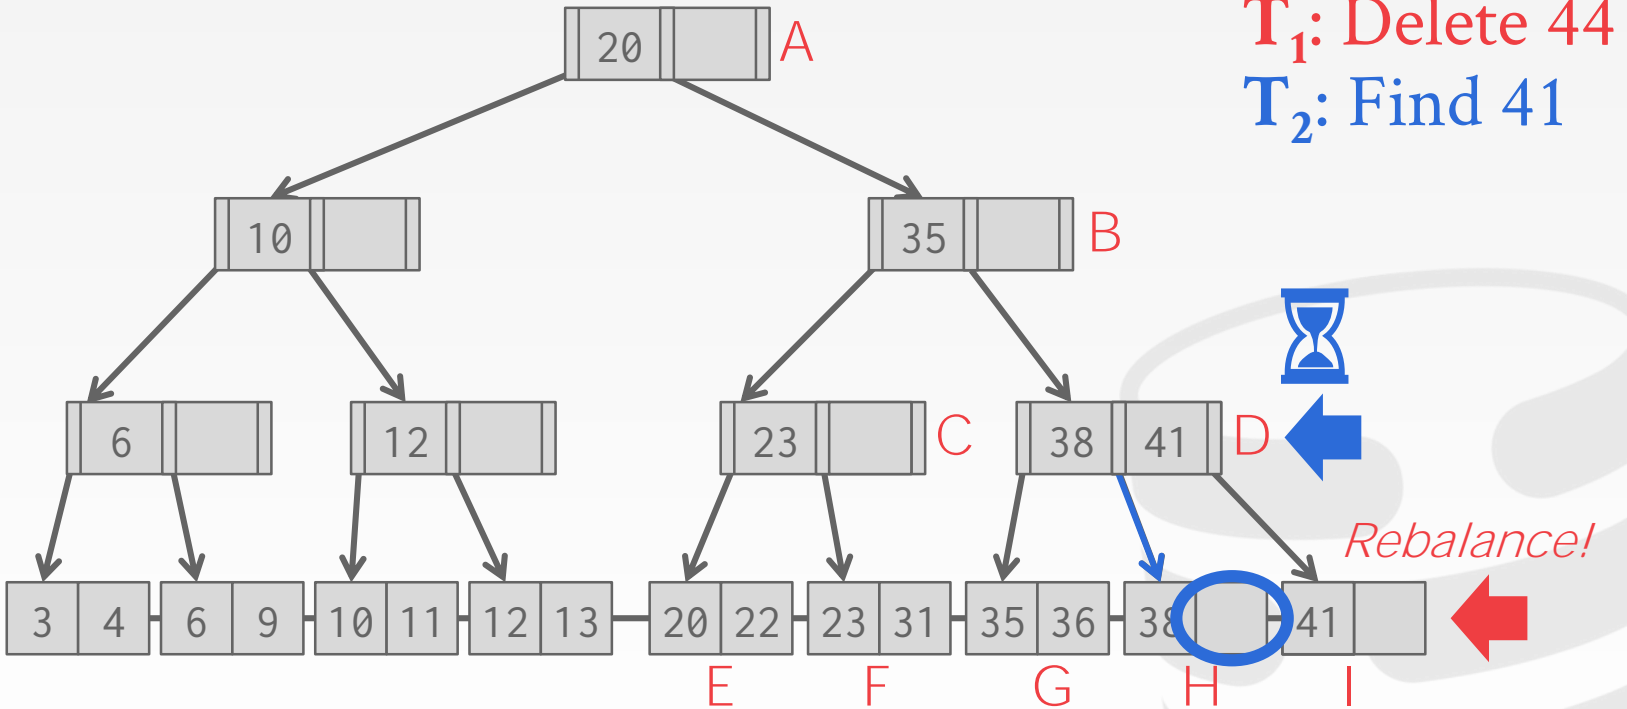 T1: Delete 44
T2: Find 41
20 A
10
35 B
6
12
23 C
38 41 D
Rebalance!
3 4 6 9 10 11 12 13 20 22 23 31 35 36 38 41
E F G H I